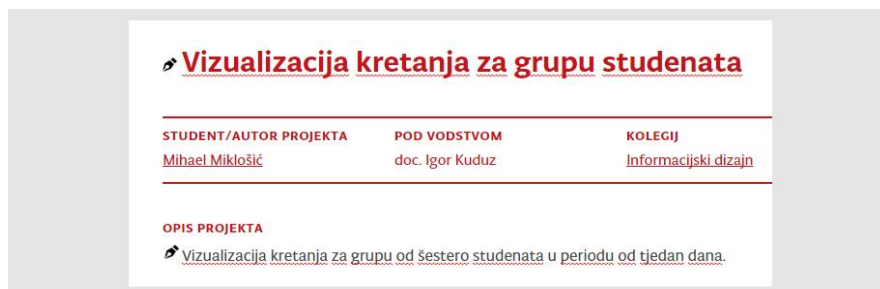 Vizualizacija kretanja za grupu studenata
STUDENT/AUTOR PROJEKTA POD VODSTVOM KOLEGIJ
Mihael Miklošić doc. Igor Kuduz Informacijski dizajn
OPIS PROJEKTA
Vizualizacija kretanja za grupu od šestero studenata u periodu od tjedan dana.